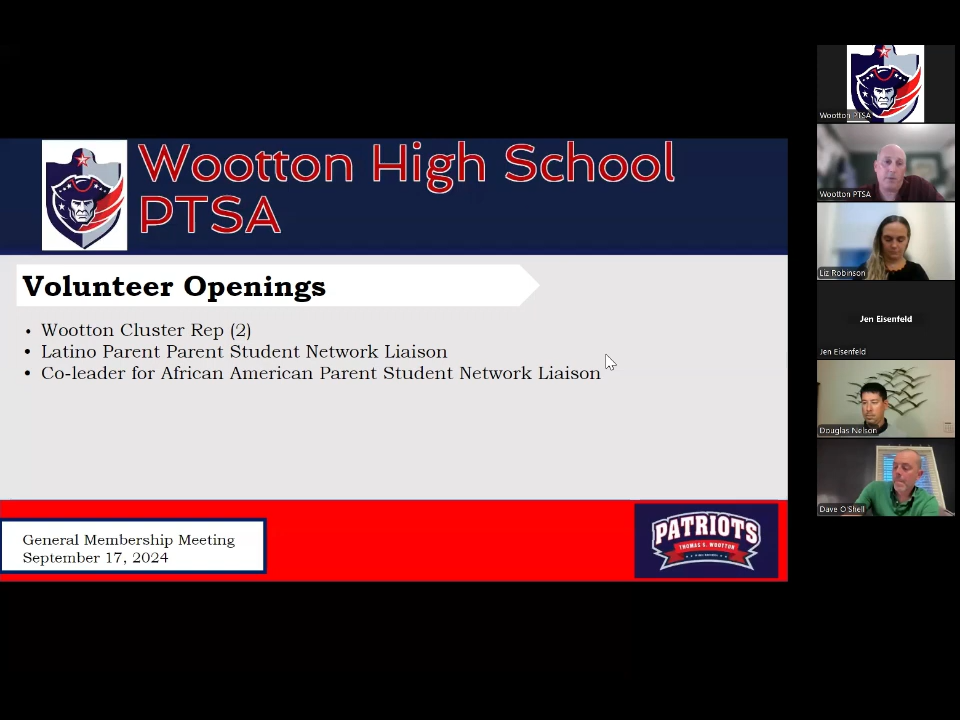 Wootton High School
PTSA
Volunteer Openings
• Wootton Cluster Rep (2)
• Latino Parent Parent Student Network Liaison
• Co-leader for African American Parent Student Network Liaison
General Membership Meeting
September 17, 2024
PATRIOTS
THOMAS S. WOOTTON
Wootton PTSA
Wootton PTSA
Liz Robinson
Jen Eisenfeld
Jen Eisenfeld
Douglas Nelson
Dave O'Shell